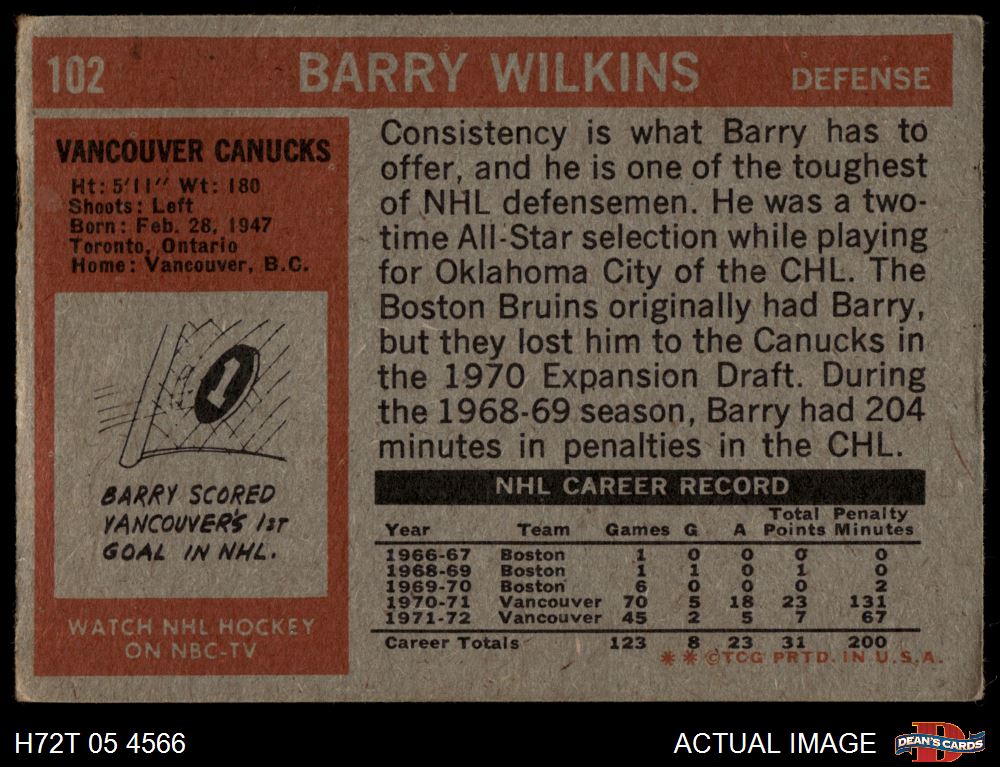 102 BARRY WILKINS DEFENSE
VANCOUVER CANUCKS
Ht: 5'11" Wt: 180
Shoots: Left
Born: Feb. 28, 1947
Toronto, Ontario
Home: Vancouver, B.C.
1
BARRY SCORED
VANCOUVER'S 1ST
GOAL IN NHL.
WATCH NHL HOCKEY
ON NBC-TV
Consistency is what Barry has to
offer, and he is one of the toughest
of NHL defensemen. He was a two-
time All-Star selection while playing
for Oklahoma City of the CHL. The
Boston Bruins originally had Barry,
but they lost him to the Canucks in
the 1970 Expansion Draft. During
the 1968-69 season, Barry had 204
minutes in penalties in the CHL.
NHL CAREER RECORD
Year Team Games G A Total Points Penalty Minutes
1966-67 Boston 1 0 0 0 0
1968-69 Boston 1 1 0 1 0
1969-70 Boston 6 0 0 0 2
1970-71 Vancouver 70 5 18 23 131
1971-72 Vancouver 45 2 5 7 67
Career Totals 123 8 23 31 200
* * ©TCG PRTD. IN U.S.A.
H72T 05 4566
ACTUAL IMAGE
D
DEAN'S CARDS